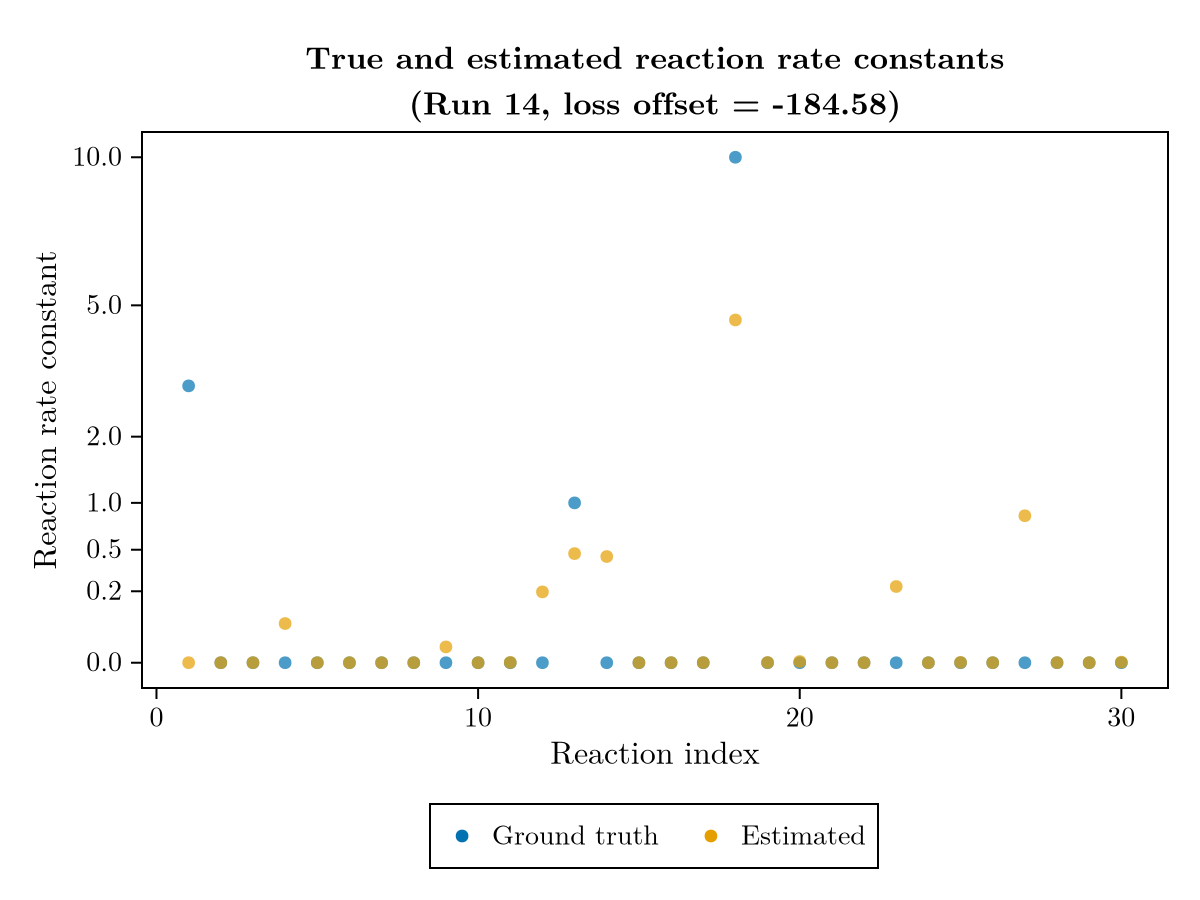 True and estimated reaction rate constants
(Run 14, loss offset = -184.58)
Reaction rate constant
10.0
5.0
2.0
1.0
0.5
0.2
0.0
0 10 20 30
Reaction index
Ground truth Estimated